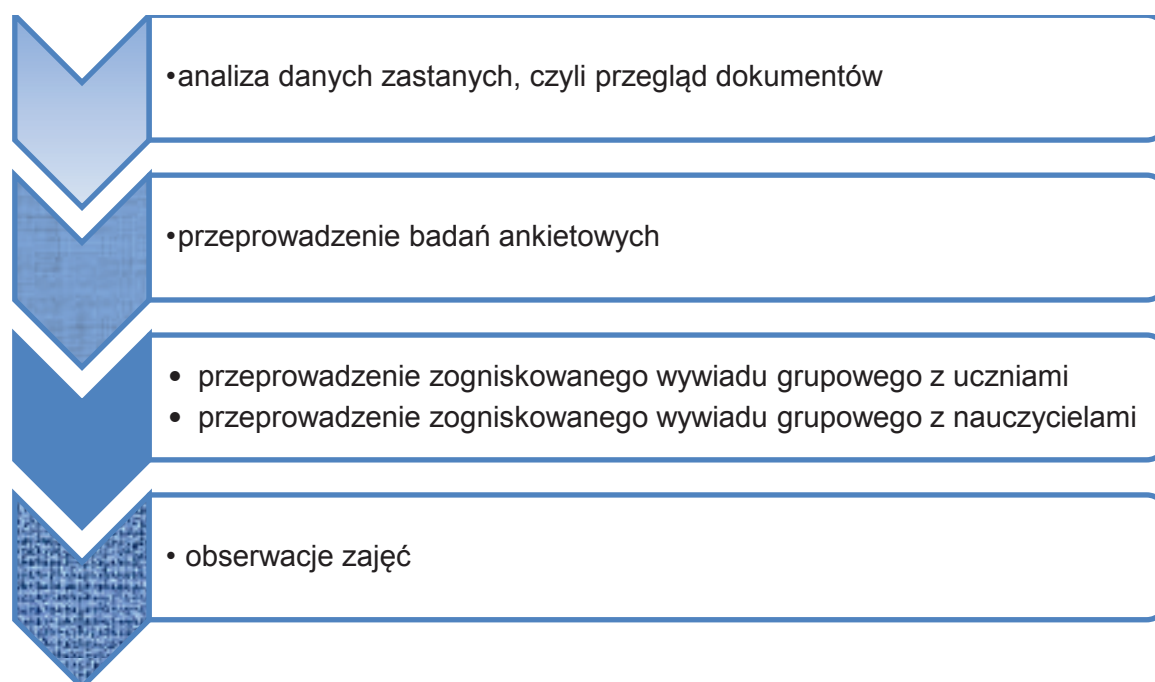 •analiza danych zastanych, czyli przegląd dokumentów
•przeprowadzenie badań ankietowych
• przeprowadzenie zogniskowanego wywiadu grupowego z uczniami
• przeprowadzenie zogniskowanego wywiadu grupowego z nauczycielami
• obserwacje zajęć